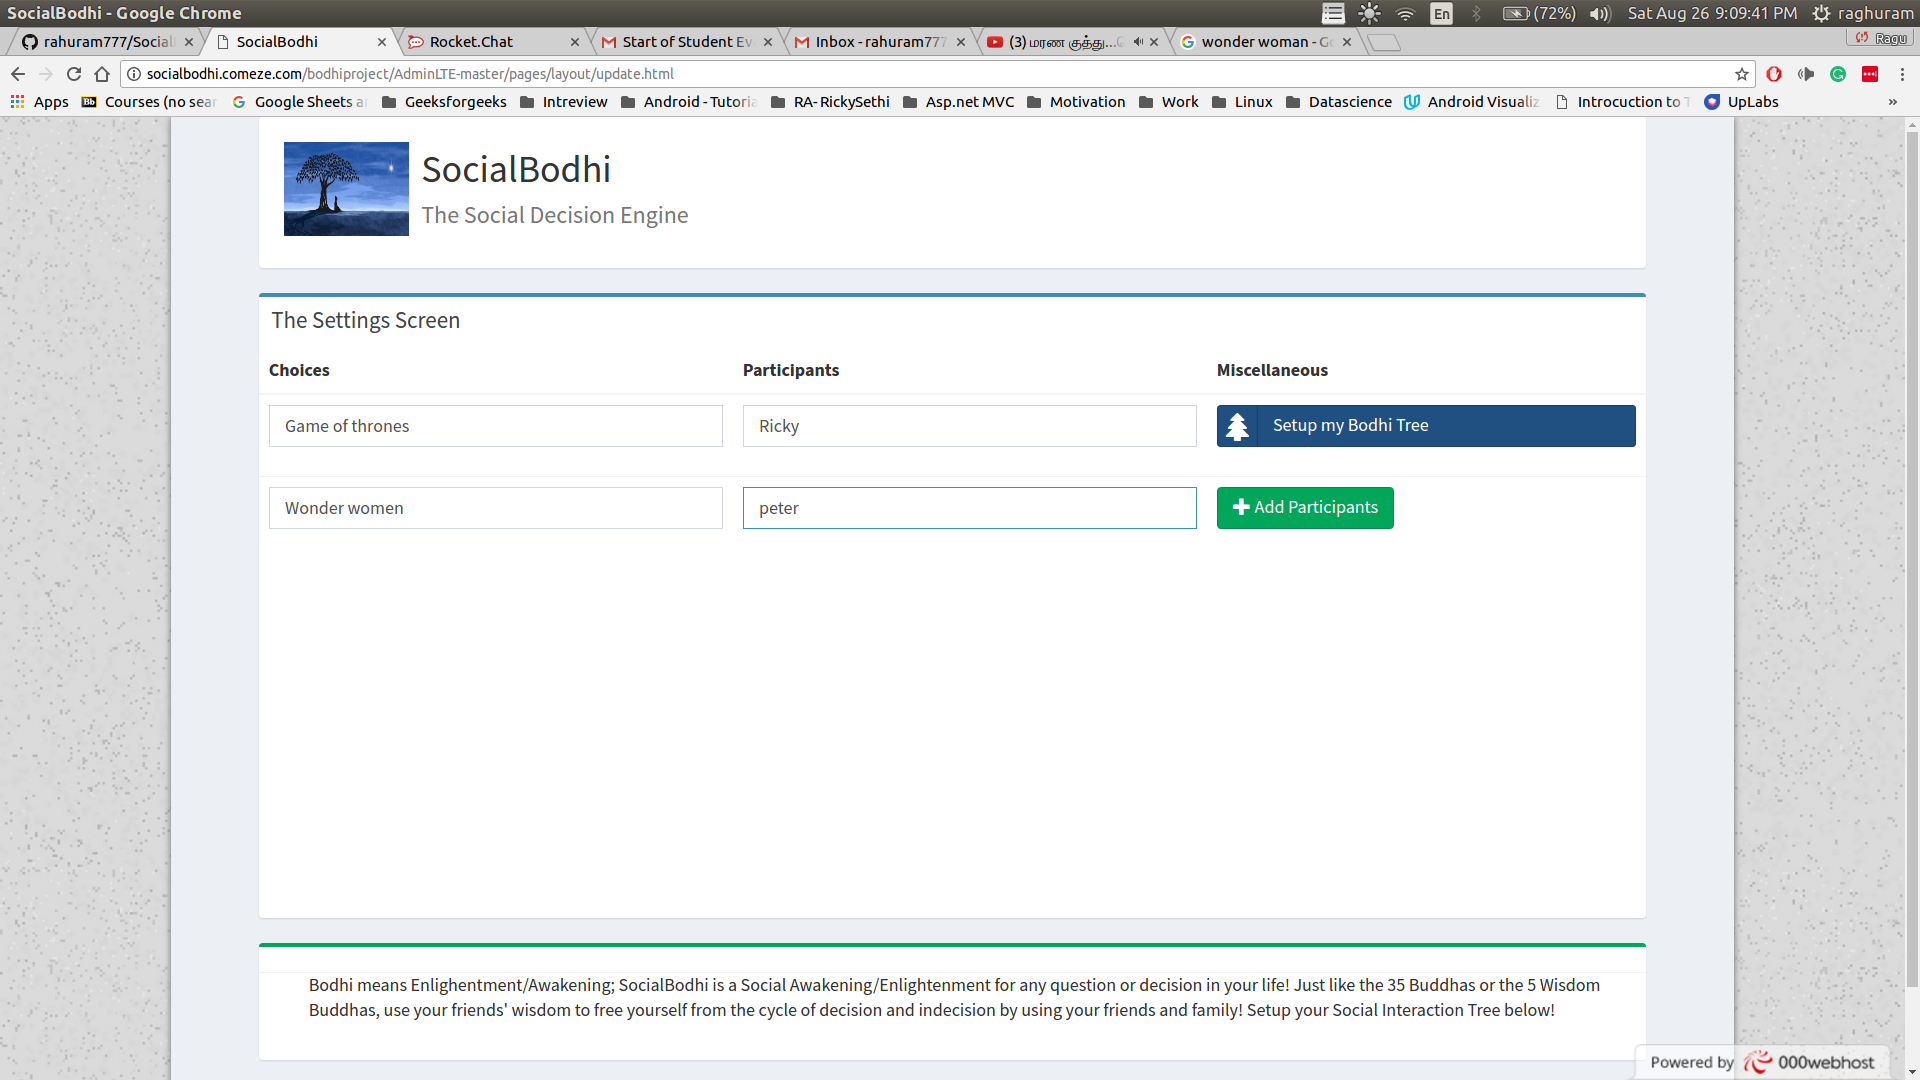 SocialBodhi - Google Chrome
En
(72%)
Sat Aug 26 9:09:41 PM
raghuram
rahuram777/Social
SocialBodhi
Rocket.Chat
Start of Student Ev
Inbox - rahuram777
(3) மரண குத்து...
wonder woman - Go
Ragu
socialbodhi.comeze.com/bodhiproject/AdminLTE-master/pages/layout/update.html
Apps
Bb Courses (no sear
Google Sheets a
Geeksforgeeks
Intreview
Android - Tutoria
RA- RickySethi
Asp.net MVC
Motivation
Work
Linux
Datascience
Android Visualiz
Introcuction to T
UpLabs
»
SocialBodhi
The Social Decision Engine
The Settings Screen
Choices Participants Miscellaneous
Game of thrones Ricky Setup my Bodhi Tree
Wonder women peter Add Participants
Bodhi means Enlighentment/Awakening; SocialBodhi is a Social Awakening/Enlightenment for any question or decision in your life! Just like the 35 Buddhas or the 5 Wisdom
Buddhas, use your friends' wisdom to free yourself from the cycle of decision and indecision by using your friends and family! Setup your Social Interaction Tree below!
Powered by 000webhost